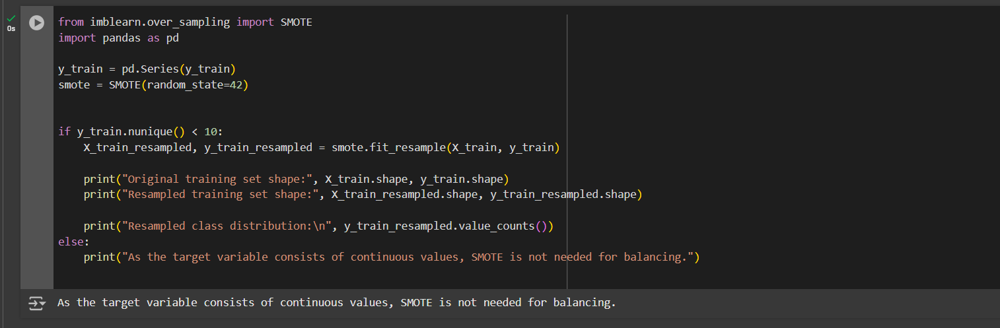 from imblearn.over_sampling import SMOTE
import pandas as pd
y_train = pd.Series(y_train)
smote = SMOTE(random_state=42)
if y_train.nunique() < 10:
    X_train_resampled, y_train_resampled = smote.fit_resample(X_train, y_train)
    print("Original training set shape:", X_train.shape, y_train.shape)
    print("Resampled training set shape:", X_train_resampled.shape, y_train_resampled.shape)
    print("Resampled class distribution:\n", y_train_resampled.value_counts())
else:
    print("As the target variable consists of continuous values, SMOTE is not needed for balancing.")
0s
As the target variable consists of continuous values, SMOTE is not needed for balancing.